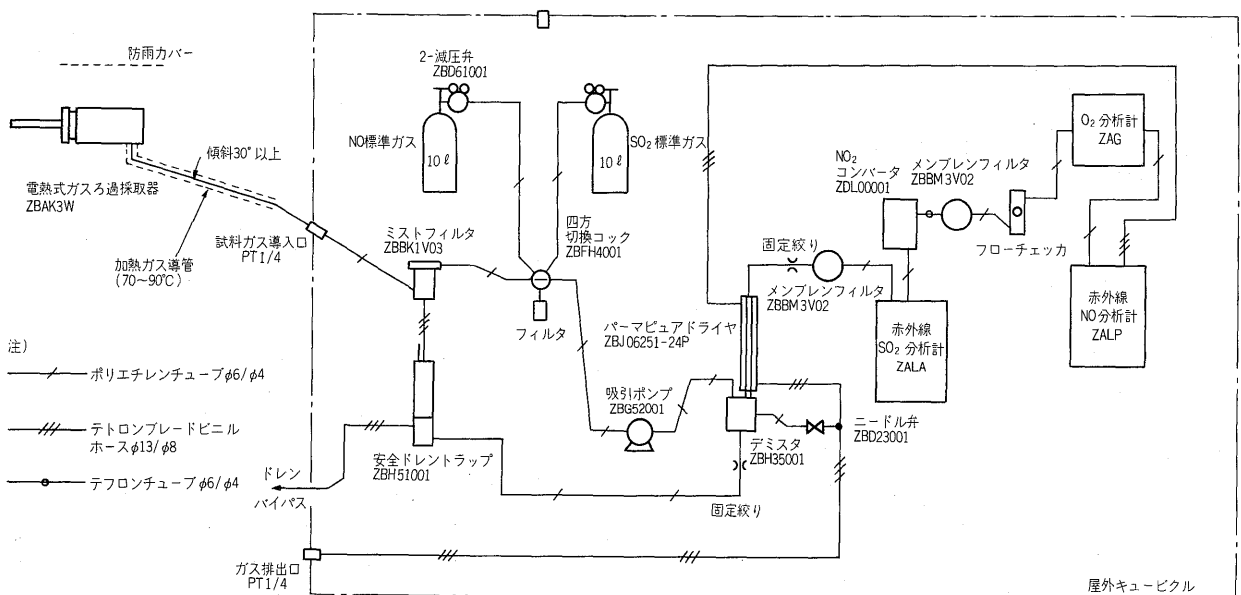 防雨カバー
電熱式ガスろ過採取器
ZBAK3W
傾斜30°以上
加熱ガス導管
(70~90℃)
試料ガス導入口
PT1/4
2-減圧弁
ZBD61001
NO標準ガス
10ℓ
SO₂標準ガス
10ℓ
ミストフィルタ
ZBBK1V03
四方
切換コック
ZBFH4001
フィルタ
吸引ポンプ
ZBG52001
パーマピュアドライヤ
ZBJ06251-24P
固定絞り
メンブレンフィルタ
ZBBM3V02
NO₂
コンバータ
ZDL00001
メンブレンフィルタ
ZBBM3V02
フローチェッカ
O₂分析計
ZAG
赤外線
SO₂分析計
ZALA
赤外線
NO分析計
ZALP
デミスタ
ZBH35001
ニードル弁
ZBD23001
固定絞り
安全ドレントラップ
ZBH51001
ドレン
バイパス
ガス排出口
PT1/4
注)
ポリエチレンチューブφ6/φ4
テトロンブレードビニル
ホースφ13/φ8
テフロンチューブφ6/φ4
屋外キュービクル